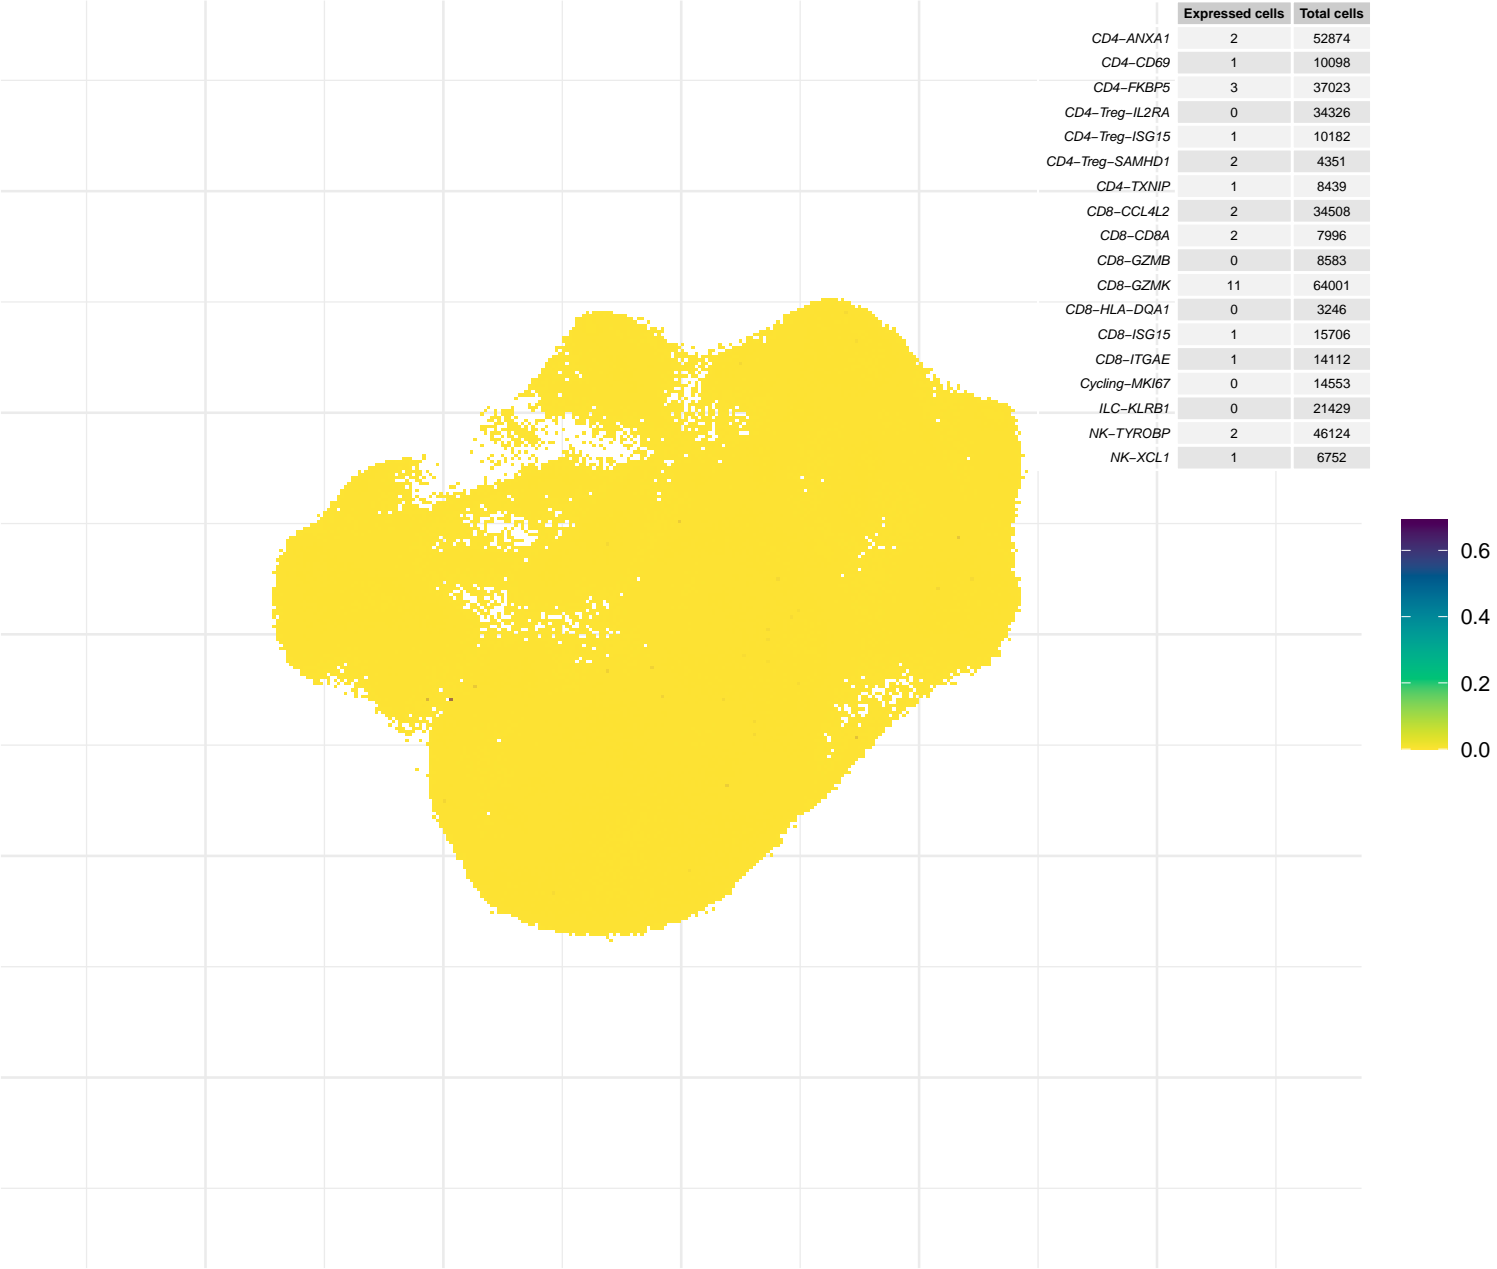 Expressed cells Total cells
CD4−ANXA1 2 52874
CD4−CD69 1 10098
CD4−FKBP5 3 37023
CD4−Treg−IL2RA 0 34326
CD4−Treg−ISG15 1 10182
CD4−Treg−SAMHD1 2 4351
CD4−TXNIP 1 8439
CD8−CCL4L2 2 34508
CD8−CD8A 2 7996
CD8−GZMB 0 8583
CD8−GZMK 11 64001
CD8−HLA−DQA1 0 3246
CD8−ISG15 1 15706
CD8−ITGAE 1 14112
Cycling−MKI67 0 14553
ILC−KLRB1 0 21429
NK−TYROBP 2 46124
NK−XCL1 1 6752
0.6
0.4
0.2
0.0